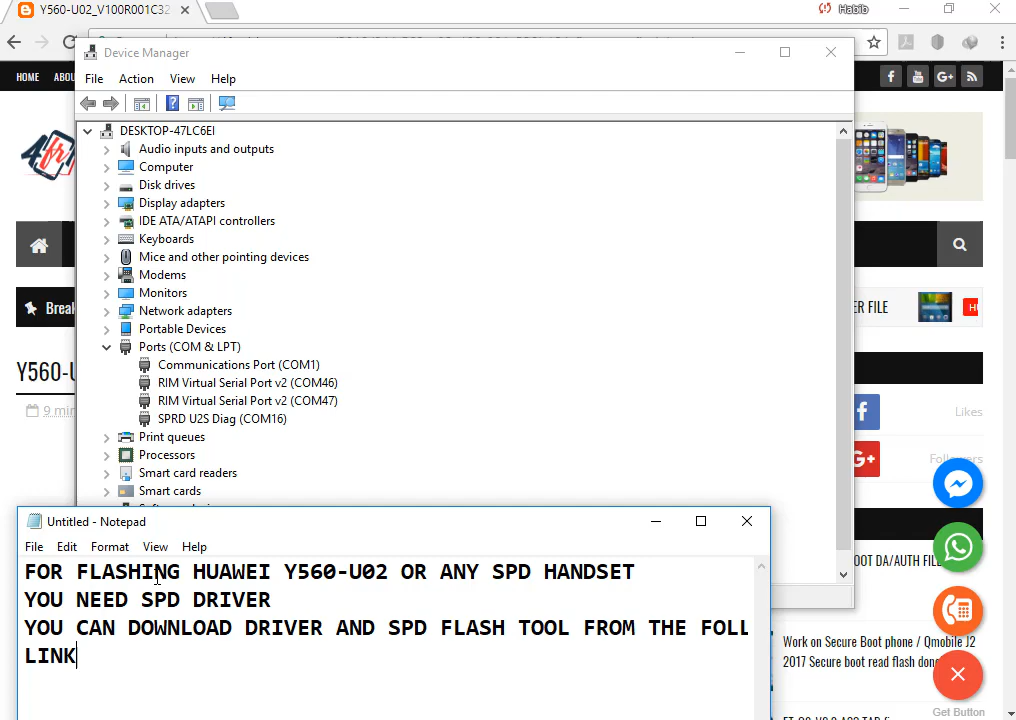 Y560-U02_V100R001C32
Habib
HOME ABOU
Device Manager
File Action View Help
DESKTOP-47LC6EI
Audio inputs and outputs
Computer
Disk drives
Display adapters
IDE ATA/ATAPI controllers
Keyboards
Mice and other pointing devices
Modems
Monitors
Network adapters
Portable Devices
Ports (COM & LPT)
Communications Port (COM1)
RIM Virtual Serial Port v2 (COM46)
RIM Virtual Serial Port v2 (COM47)
SPRD U2S Diag (COM16)
Print queues
Processors
Smart card readers
Smart cards
4fr
Break
ER FILE
Y560-U
9 min
Likes
Followers
OOT DA/AUTH FIL
Work on Secure Boot phone / Qmobile J2
2017 Secure boot read flash done
Get Button
Untitled - Notepad
File Edit Format View Help
FOR FLASHING HUAWEI Y560-U02 OR ANY SPD HANDSET
YOU NEED SPD DRIVER
YOU CAN DOWNLOAD DRIVER AND SPD FLASH TOOL FROM THE FOLL
LINK